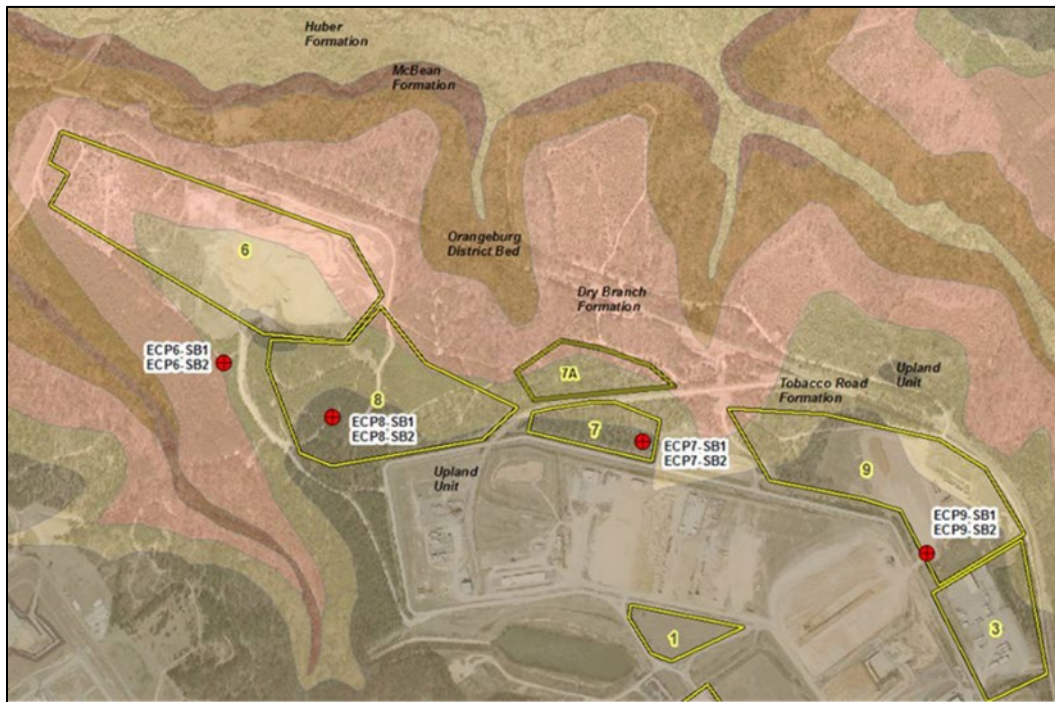 Huber
Formation
McBean
Formation
Orangeburg
District Bed
6
Dry Branch
Formation
ECP6-SB1
ECP6-SB2
7A
Upland
Unit
Tobacco Road
Formation
8
ECP8-SB1
ECP8-SB2
7
ECP7-SB1
ECP7-SB2
9
Upland
Unit
ECP9-SB1
ECP9-SB2
1
3